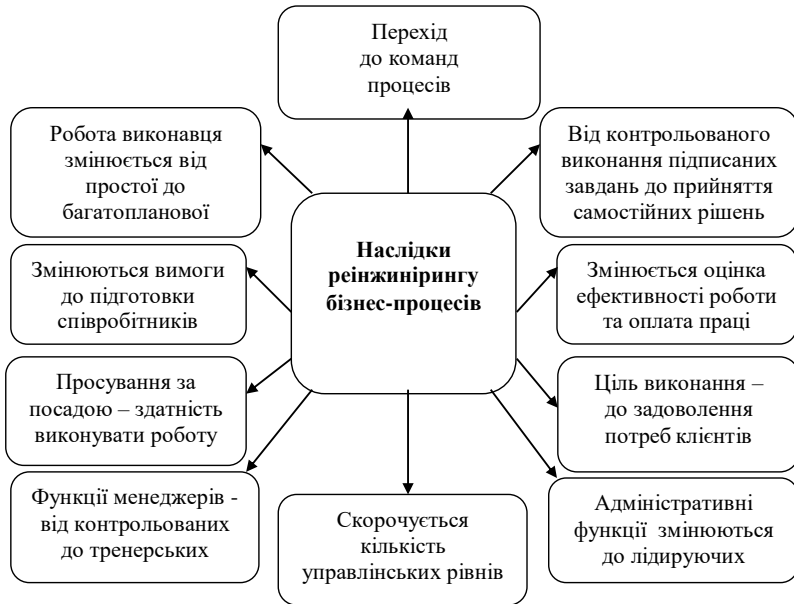 Перехід
до команд
процесів
Робота виконавця
змінюється від
простої до
багатопланової
Від контрольованого
виконання підписаних
завдань до прийняття
самостійних рішень
Наслідки
реінжинірингу
бізнес-процесів
Змінюються вимоги
до підготовки
співробітників
Змінюється оцінка
ефективності роботи
та оплата праці
Просування за
посадою – здатність
виконувати роботу
Ціль виконання –
до задоволення
потреб клієнтів
Функції менеджерів -
від контрольованих
до тренерських
Скорочується
кількість
управлінських рівнів
Адміністративні
функції  змінюються
до лідируючих